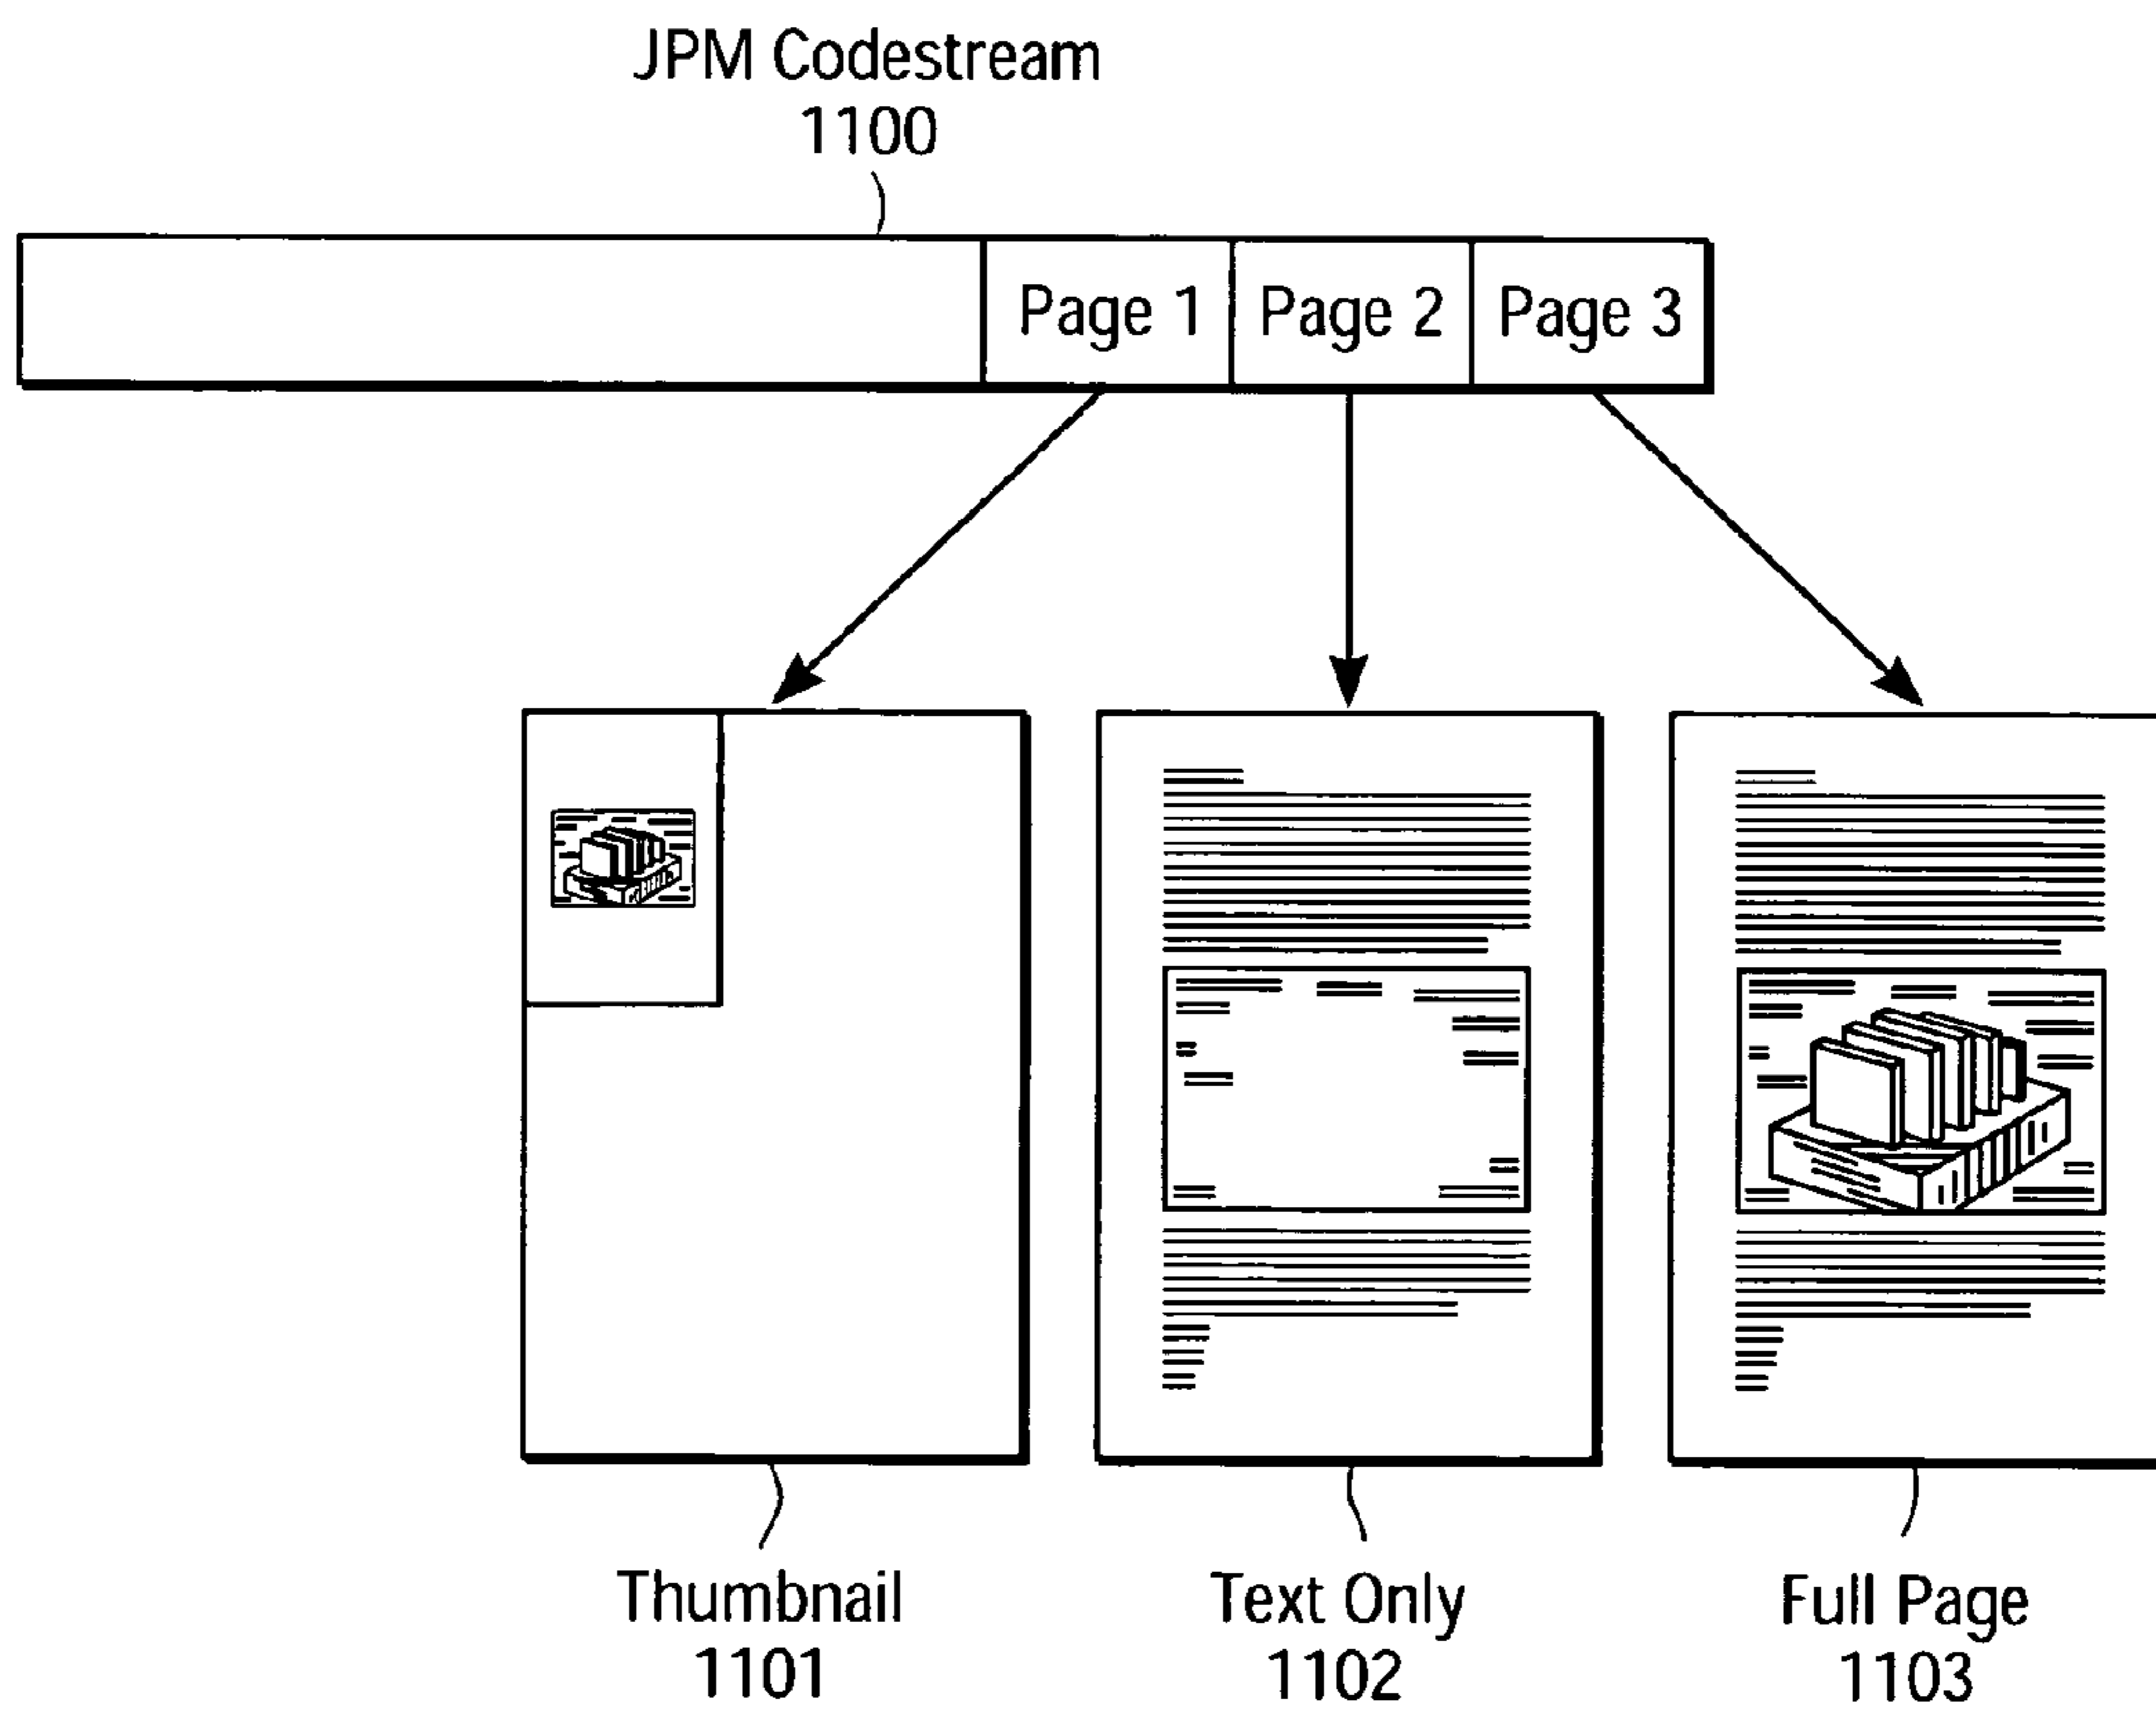 JPM Codestream
1100
Page 1 Page 2 Page 3
Thumbnail
1101
Text Only
1102
Full Page
1103